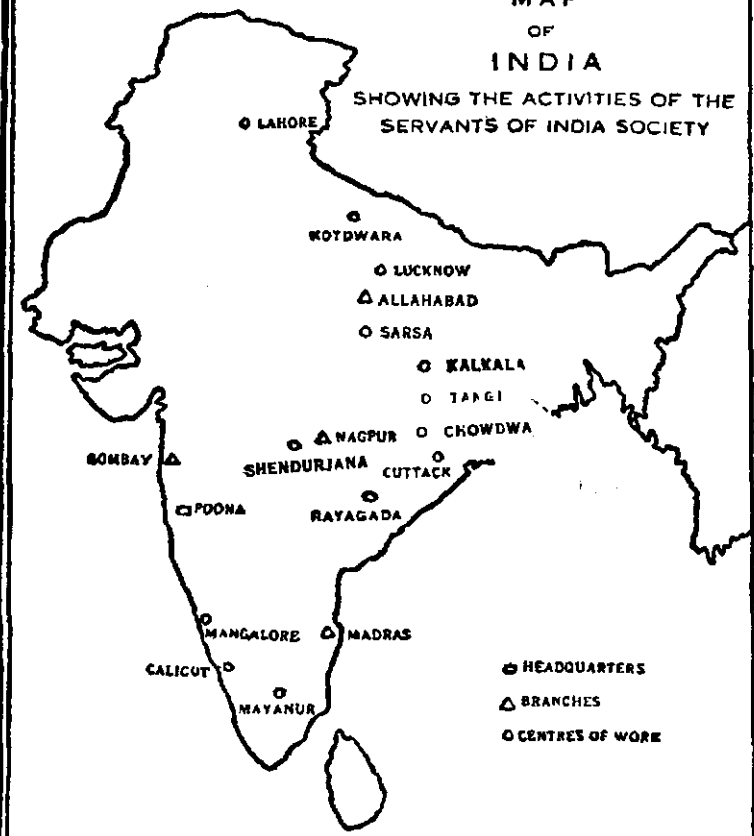 MAP
OF
INDIA
SHOWING THE ACTIVITIES OF THE
SERVANTS OF INDIA SOCIETY
LAHORE
KOTDWARA
LUCKNOW
ALLAHABAD
SARSA
KALKALA
CHOWDWA
NAGPUR
BOMBAY
SHENDURJANA
CUTTACK
POONA
RAYAGADA
MANGALORE
MADRAS
CALICUT
MAYANUR
HEADQUARTERS
BRANCHES
CENTRES OF WORK